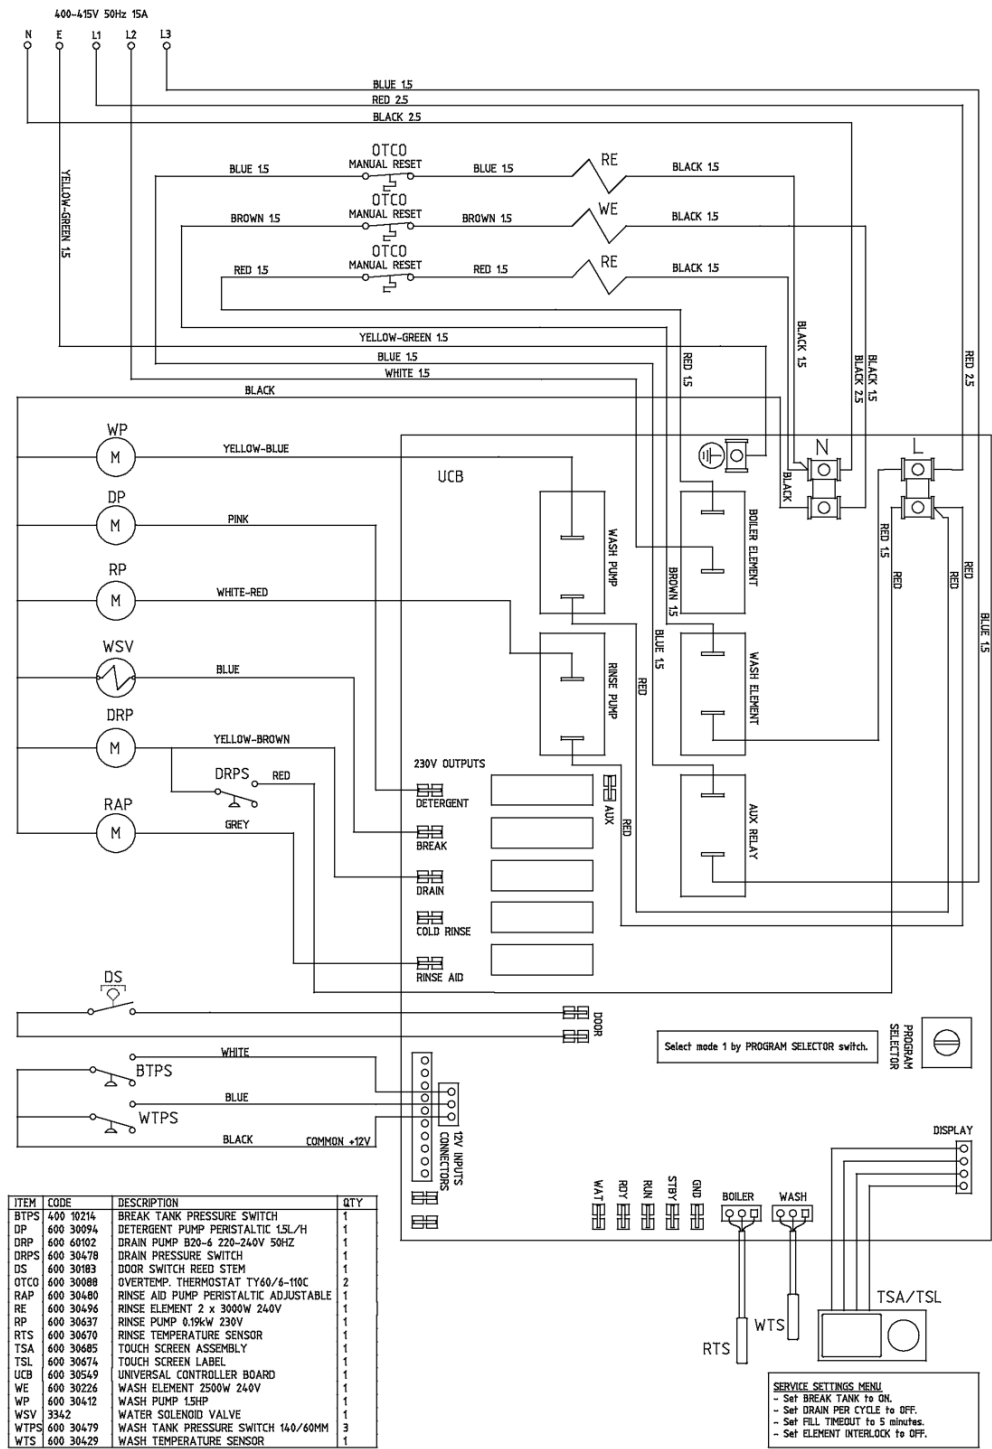 400-415V 50Hz 15A
N E L1 L2 L3
BLUE 1.5
RED 2.5
BLACK 2.5
YELLOW-GREEN 1.5
OTCO
MANUAL RESET
BLUE 1.5
BLUE 1.5
RE
BLACK 1.5
OTCO
MANUAL RESET
BROWN 1.5
BROWN 1.5
WE
BLACK 1.5
OTCO
MANUAL RESET
RED 1.5
RED 1.5
RE
BLACK 1.5
YELLOW-GREEN 1.5
BLUE 1.5
WHITE 1.5
BLACK
RED 1.5
BLACK 1.5
BLACK 2.5
BLACK 1.5
RED 2.5
WP
M
YELLOW-BLUE
UCB
N
L
BLACK
DP
M
PINK
WASH PUMP
BOILER ELEMENT
RED 1.5
RED
RED
RED
RP
M
WHITE-RED
BROWN 1.5
BLUE 1.5
BLUE 1.5
WSV
BLUE
RINSE PUMP
RED
WASH ELEMENT
DRP
M
YELLOW-BROWN
DRPS
RED
230V OUTPUTS
DETERGENT
AUX
RED
AUX RELAY
RAP
M
GREY
BREAK
DRAIN
COLD RINSE
RINSE AID
DS
DOOR
Select mode 1 by PROGRAM SELECTOR switch.
PROGRAM SELECTOR
WHITE
BTPS
BLUE
WTPS
BLACK
COMMON +12V
12V INPUTS CONNECTORS
DISPLAY
WAT
RDY
RUN
STBY
GND
BOILER
WASH
RTS
WTS
TSA/TSL
ITEM CODE DESCRIPTION QTY
BTPS 400 10214 BREAK TANK PRESSURE SWITCH 1
DP 600 30094 DETERGENT PUMP PERISTALTIC 1.5L/H 1
DRP 600 60102 DRAIN PUMP B20-6 220-240V 50HZ 1
DRPS 600 30478 DRAIN PRESSURE SWITCH 1
DS 600 30183 DOOR SWITCH REED STEM 1
OTCO 600 30088 OVERTEMP. THERMOSTAT TY60/6-110C 2
RAP 600 30480 RINSE AID PUMP PERISTALTIC ADJUSTABLE 1
RE 600 30496 RINSE ELEMENT 2 x 3000W 240V 1
RP 600 30637 RINSE PUMP 0.19kW 230V 1
RTS 600 30670 RINSE TEMPERATURE SENSOR 1
TSA 600 30685 TOUCH SCREEN ASSEMBLY 1
TSL 600 30674 TOUCH SCREEN LABEL 1
UCB 600 30549 UNIVERSAL CONTROLLER BOARD 1
WE 600 30226 WASH ELEMENT 2500W 240V 1
WP 600 30412 WASH PUMP 1.5HP 1
WSV 3342 WATER SOLENOID VALVE 1
WTPS 600 30479 WASH TANK PRESSURE SWITCH 140/60MM 3
WTS 600 30429 WASH TEMPERATURE SENSOR 1
SERVICE SETTINGS MENU
- Set BREAK TANK to ON.
- Set DRAIN PER CYCLE to OFF.
- Set FILL TIMEOUT to 5 minutes.
- Set ELEMENT INTERLOCK to OFF.